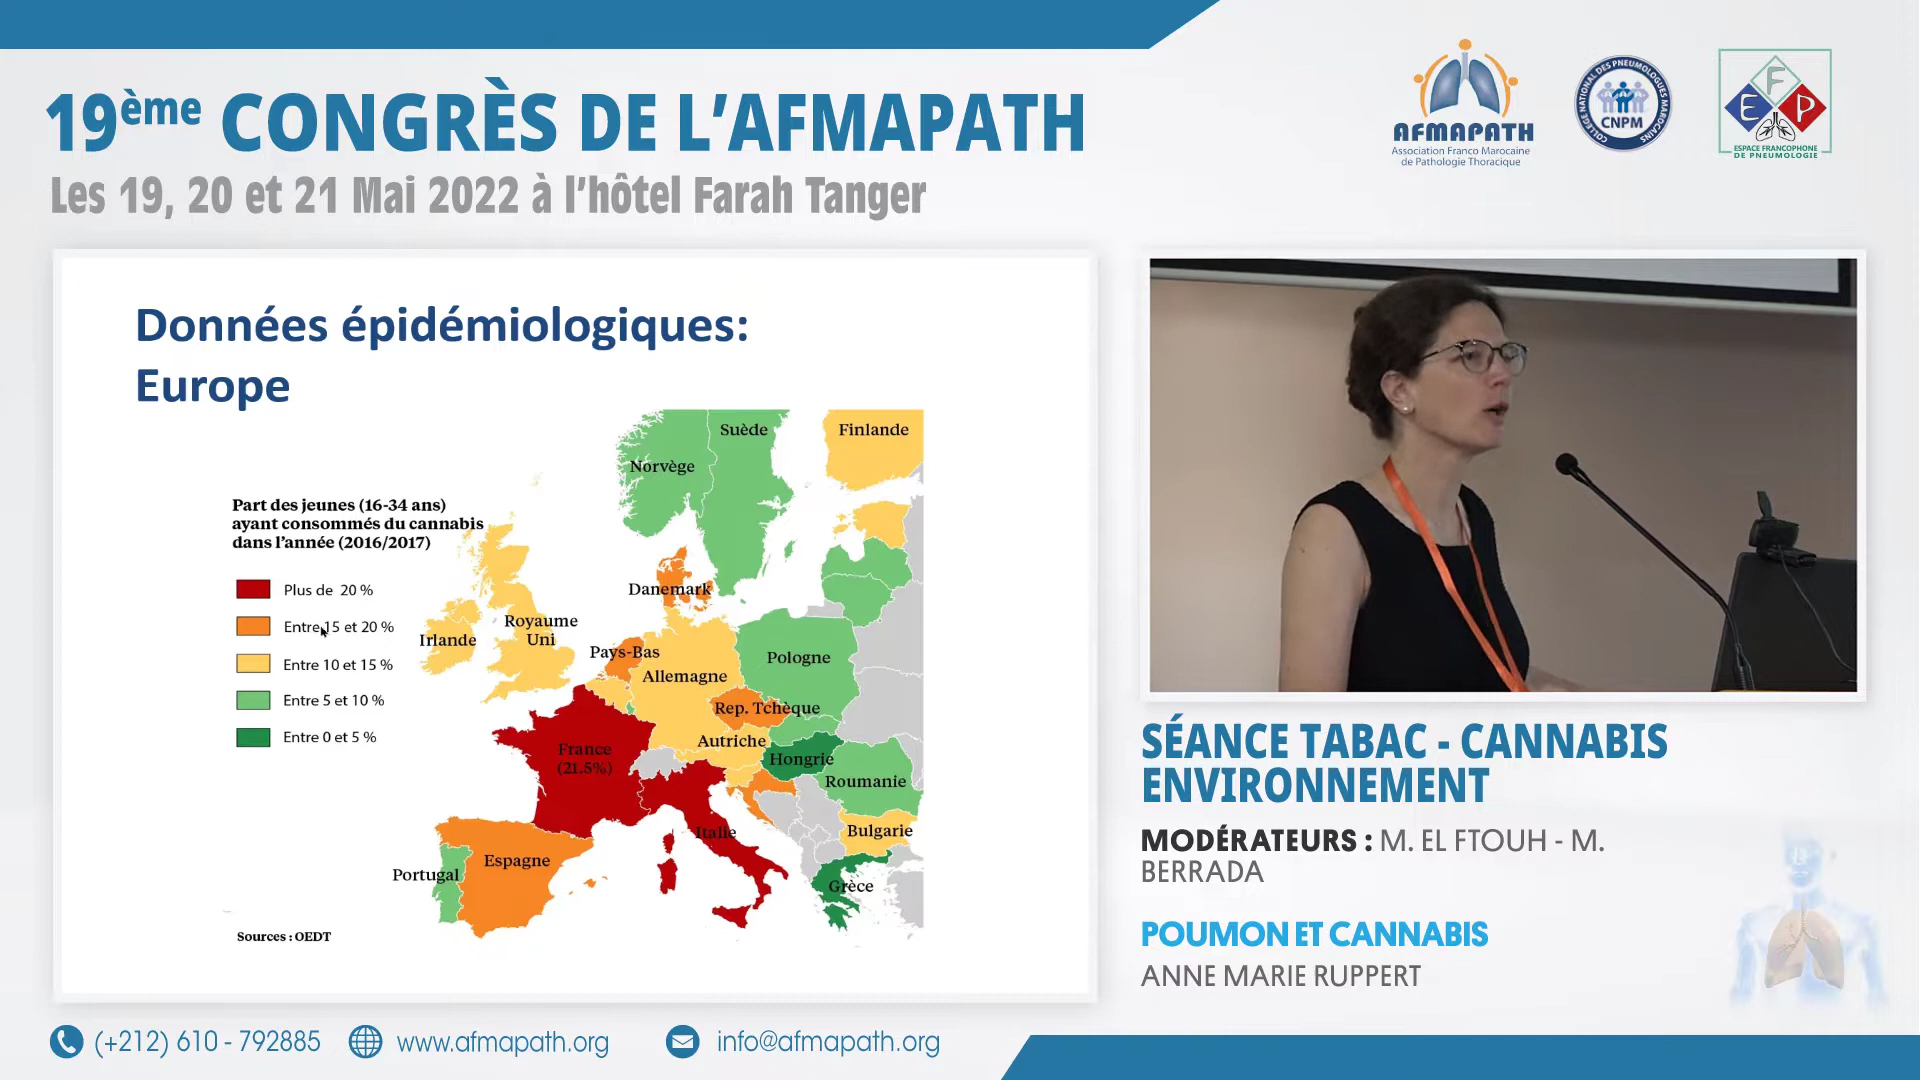 19ème CONGRÈS DE L'AFMAPATH
Les 19, 20 et 21 Mai 2022 à l'hôtel Farah Tanger
AFMAPATH
Association Franco Marocaine
de Pathologie Thoracique
COLLEGE NATIONAL DES PNEUMOLOGUES MAROCAINS
CNPM
F
E
P
ESPACE FRANCOPHONE
DE PNEUMOLOGIE
Données épidémiologiques:
Europe
Part des jeunes (16-34 ans)
ayant consommés du cannabis
dans l'année (2016/2017)
Plus de 20 %
Entre 15 et 20 %
Entre 10 et 15 %
Entre 5 et 10 %
Entre 0 et 5 %
Suède
Finlande
Norvège
Danemark
Royaume
Uni
Irlande
Pays-Bas
Pologne
Allemagne
Rep. Tchèque
Autriche
France
(21.5%)
Hongrie
Roumanie
Italie
Bulgarie
Espagne
Portugal
Grèce
Sources : OEDT
SÉANCE TABAC - CANNABIS
ENVIRONNEMENT
MODÉRATEURS : M. EL FTOUH - M.
BERRADA
POUMON ET CANNABIS
ANNE MARIE RUPPERT
(+212) 610 - 792885
www.afmapath.org
info@afmapath.org